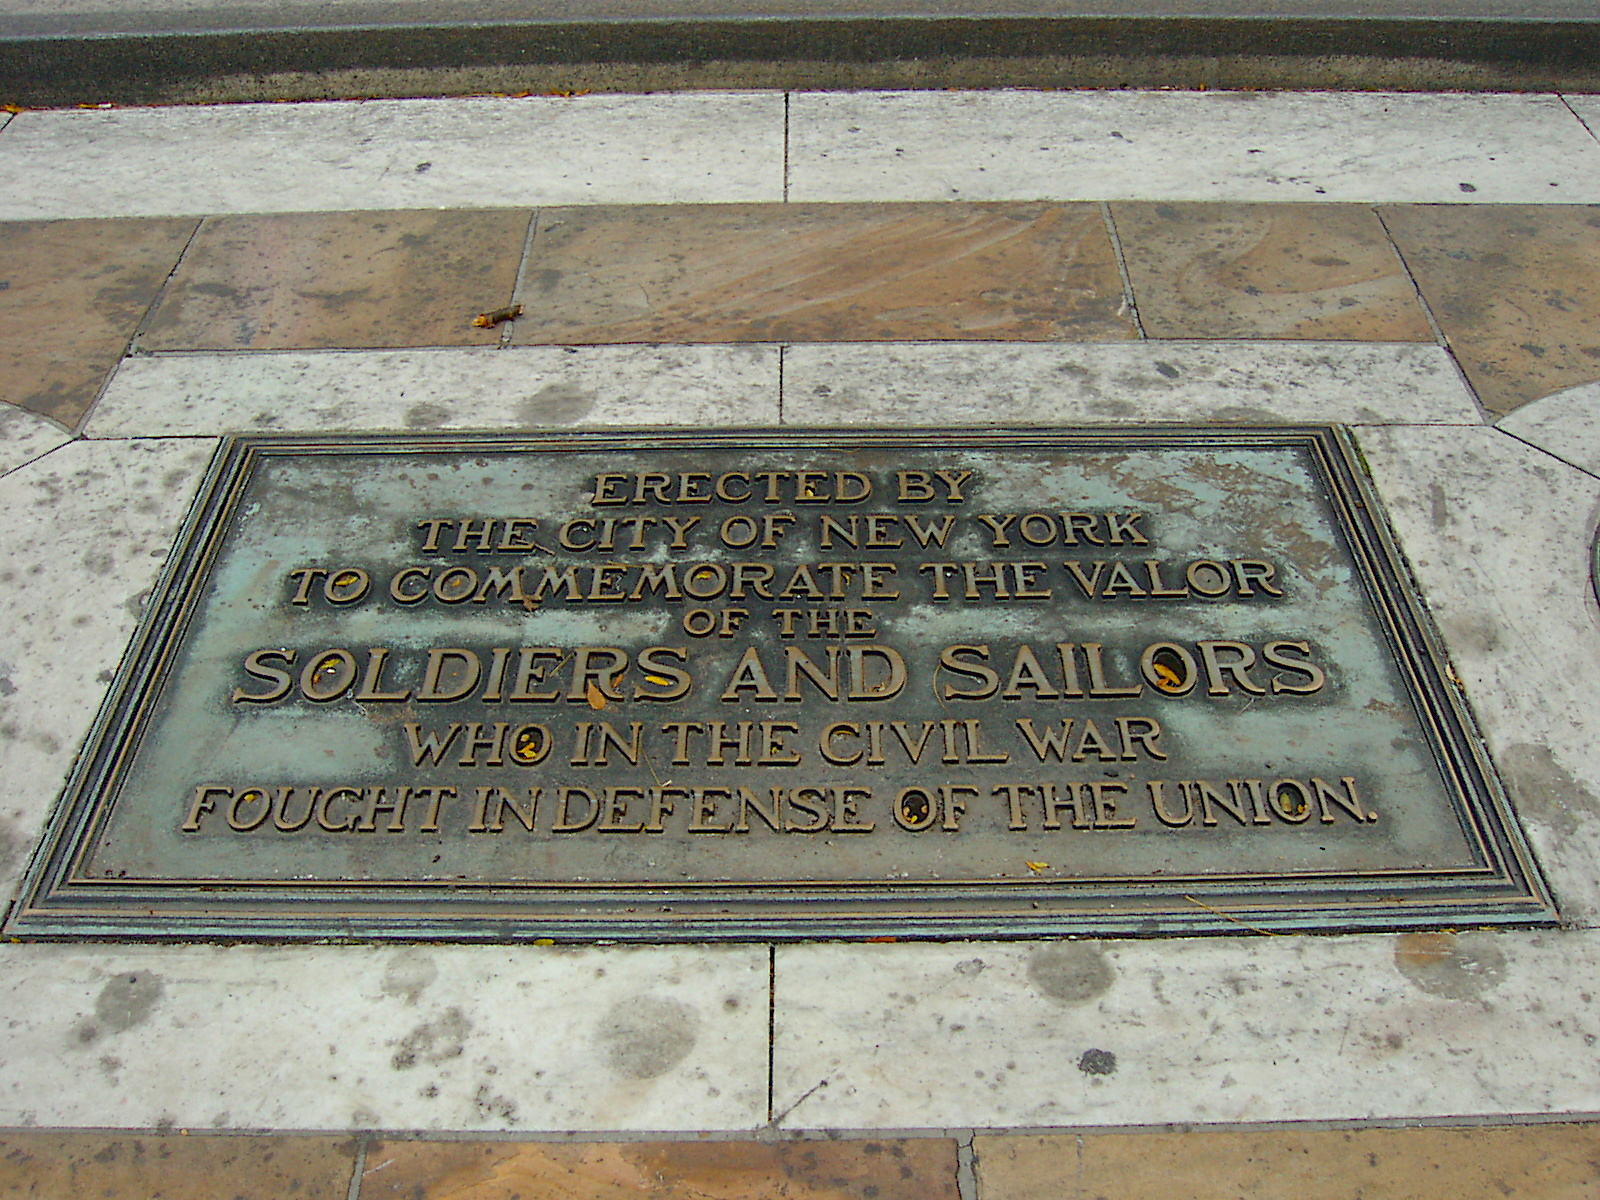 ERECTED BY
THE CITY OF NEW YORK
TO COMMEMORATE THE VALOR
OF THE
SOLDIERS AND SAILORS
WHO IN THE CIVIL WAR
FOUGHT IN DEFENSE OF THE UNION.